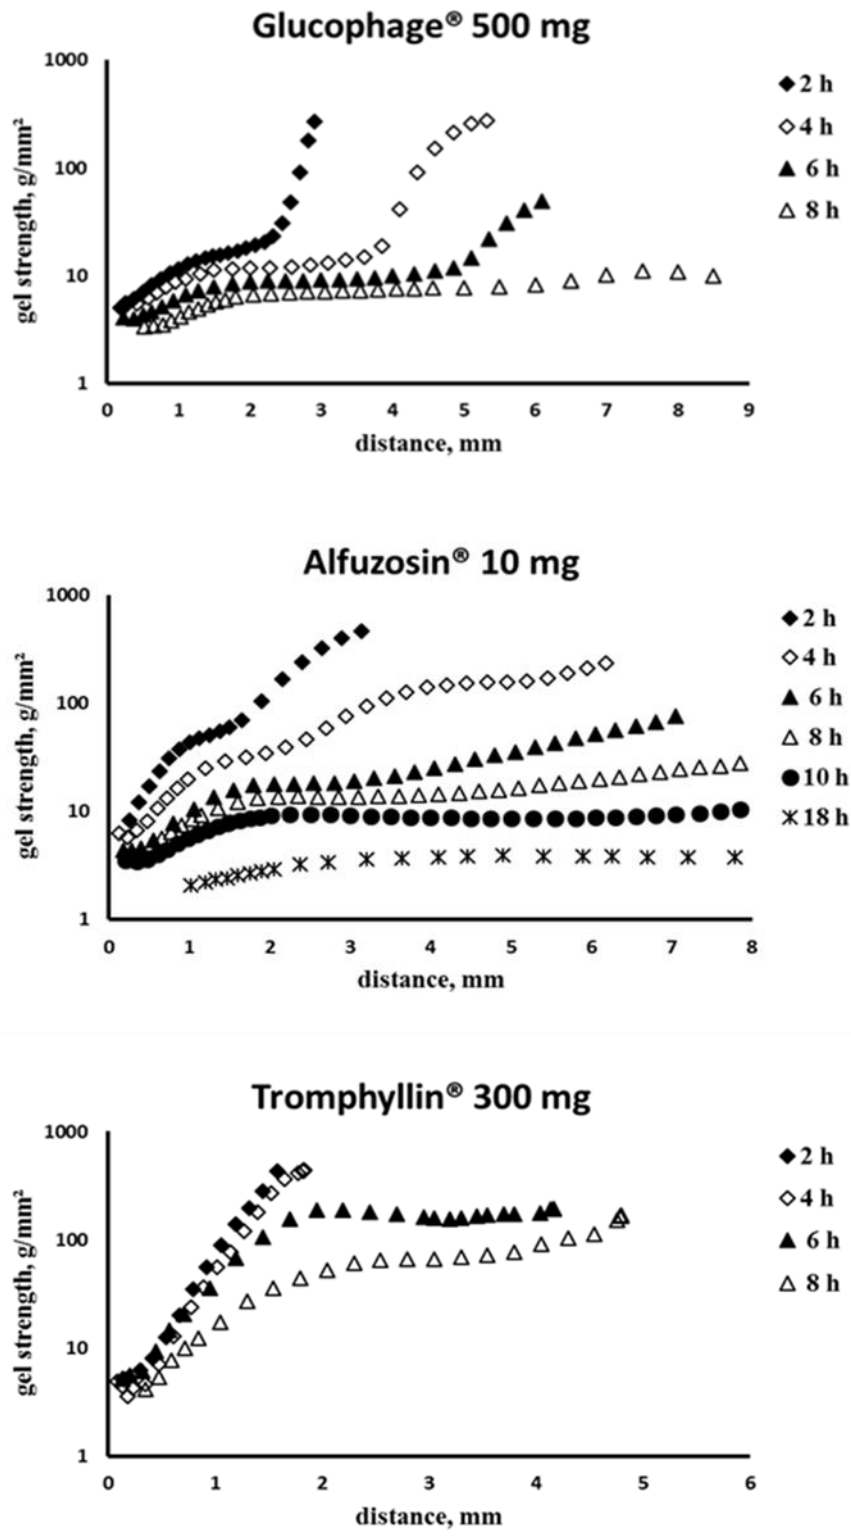 Glucophage® 500 mg
1000
100
10
1
gel strength, g/mm²
0 1 2 3 4 5 6 7 8 9
distance, mm
2 h
4 h
6 h
8 h
Alfuzosin® 10 mg
1000
100
10
1
gel strength, g/mm²
0 1 2 3 4 5 6 7 8
distance, mm
2 h
4 h
6 h
8 h
10 h
18 h
Tromphyllin® 300 mg
1000
100
10
1
gel strength, g/mm²
0 1 2 3 4 5 6
distance, mm
2 h
4 h
6 h
8 h